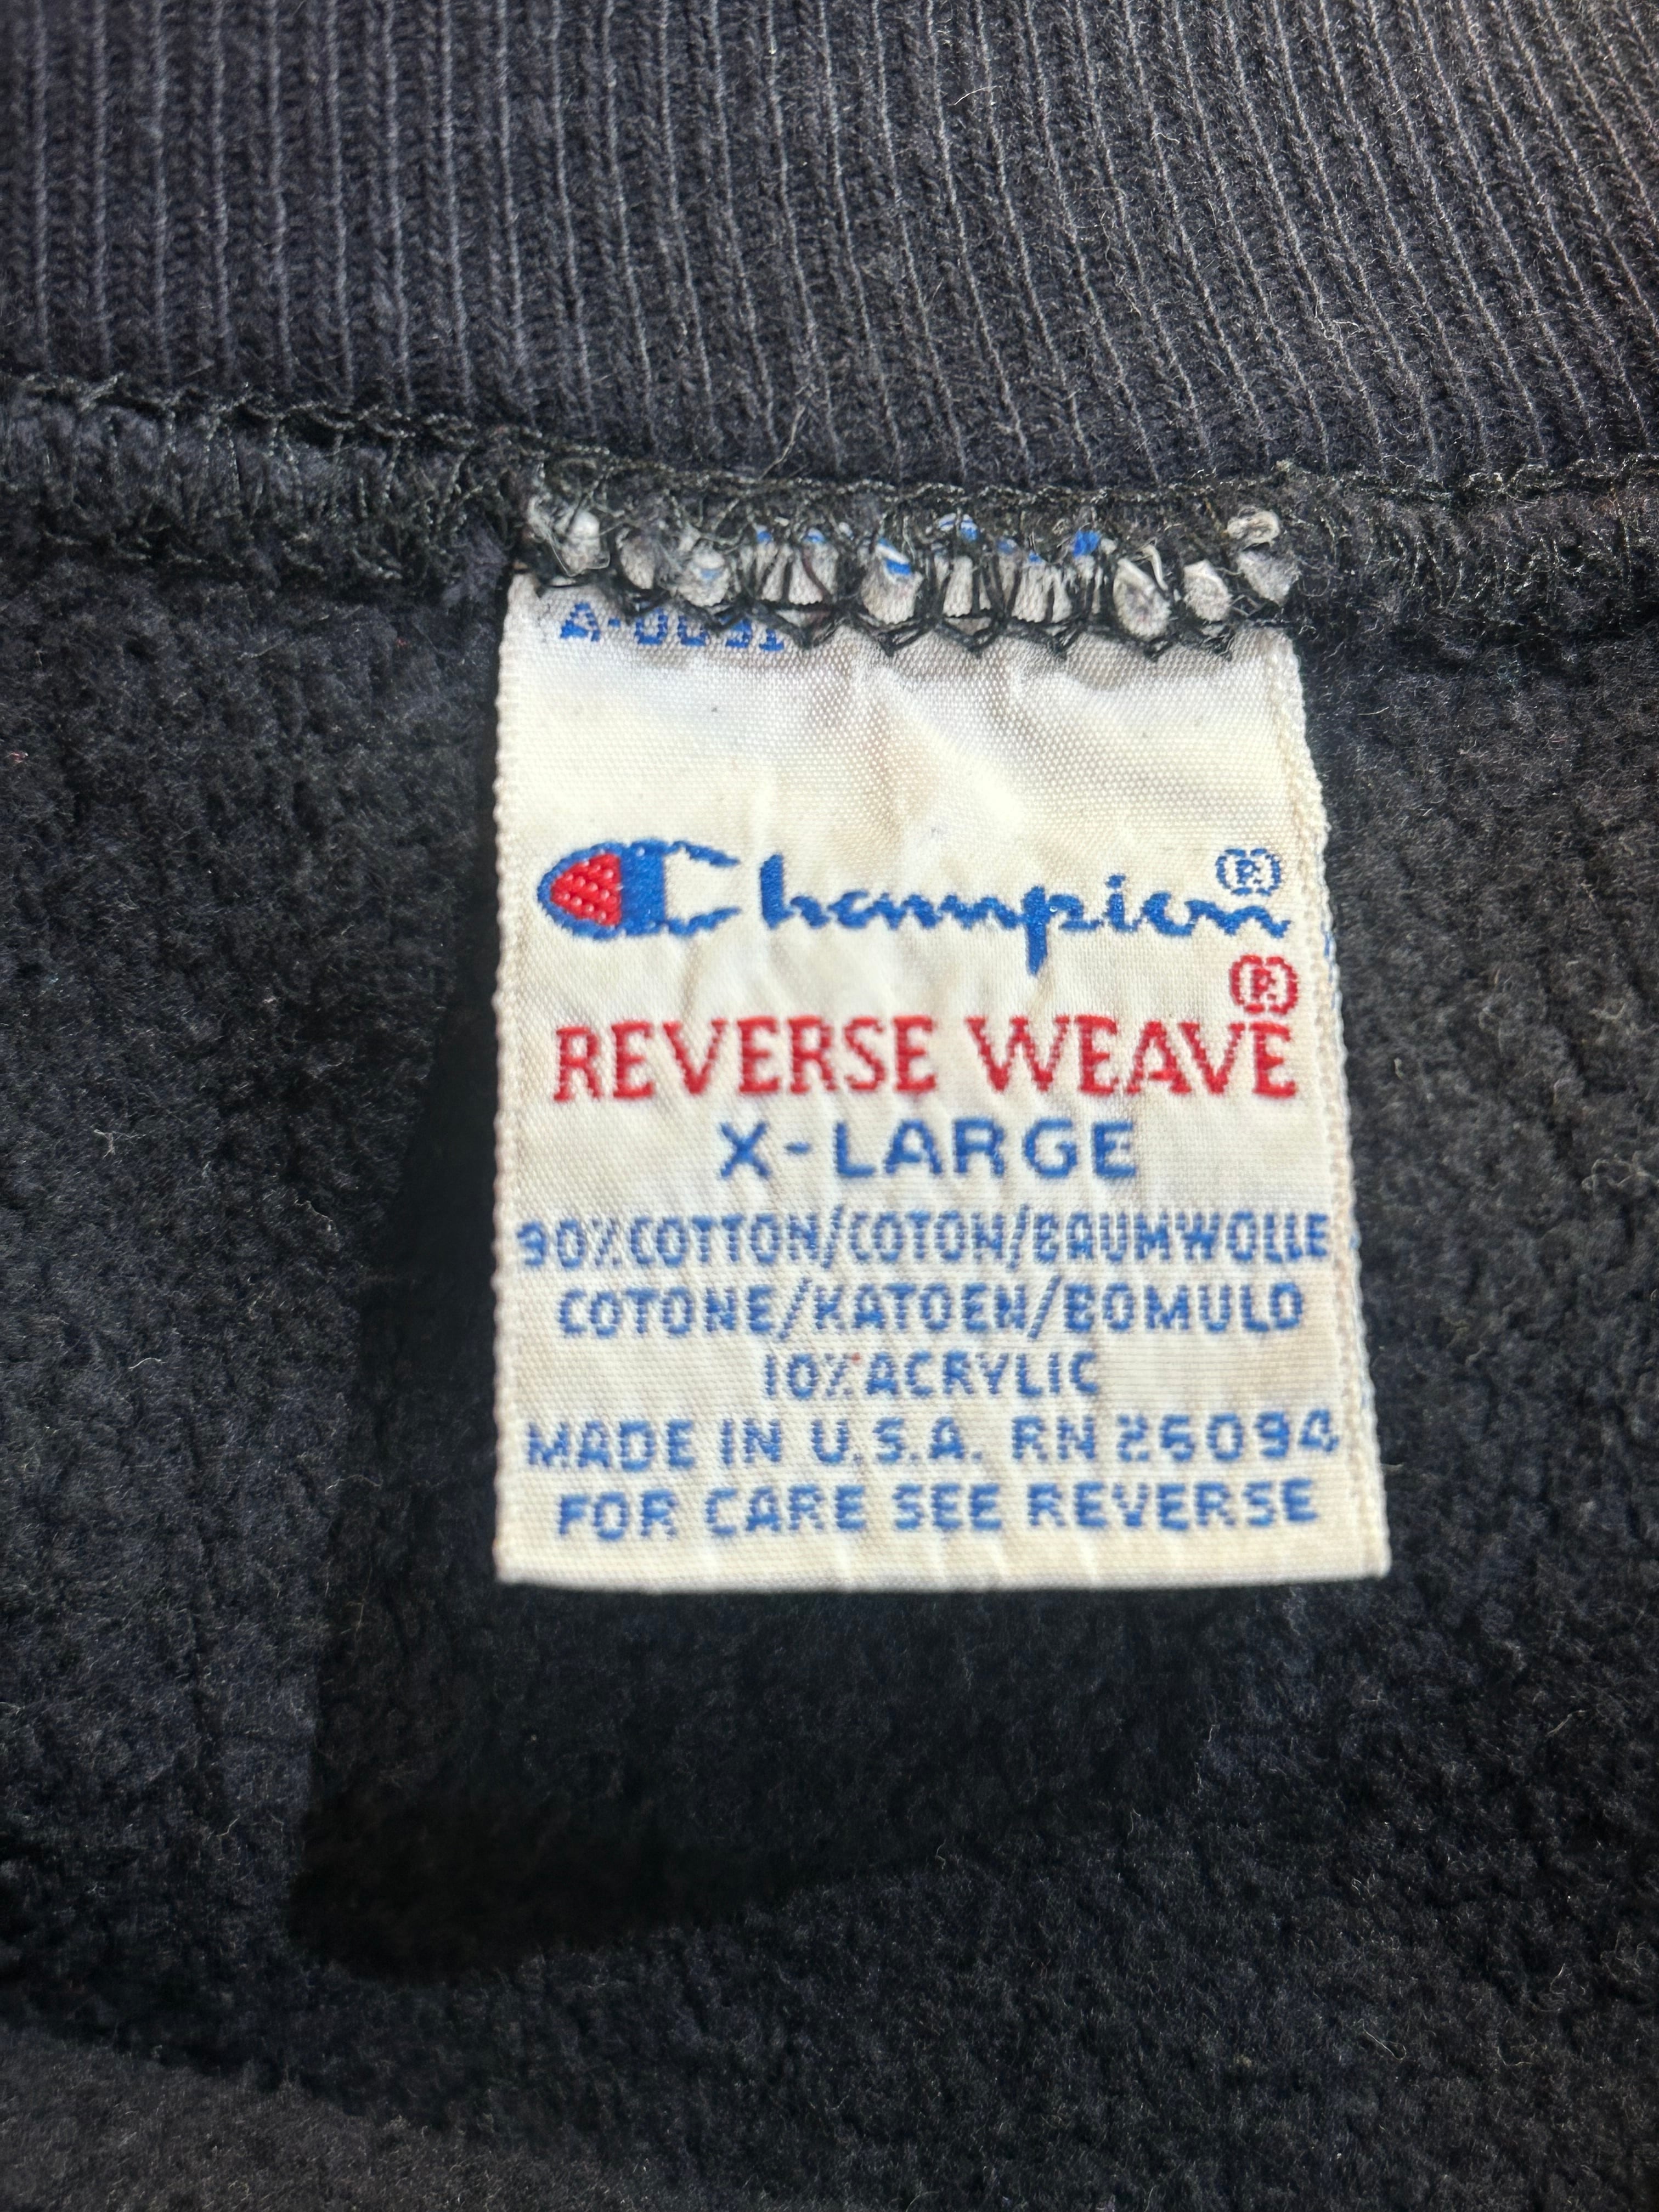 Champion®
REVERSE WEAVE®
X-LARGE
90%COTTON/COTON/BAUMWOLLE
COTONE/KATOEN/BOMULD
10%ACRYLIC
MADE IN U.S.A. RN 26094
FOR CARE SEE REVERSE